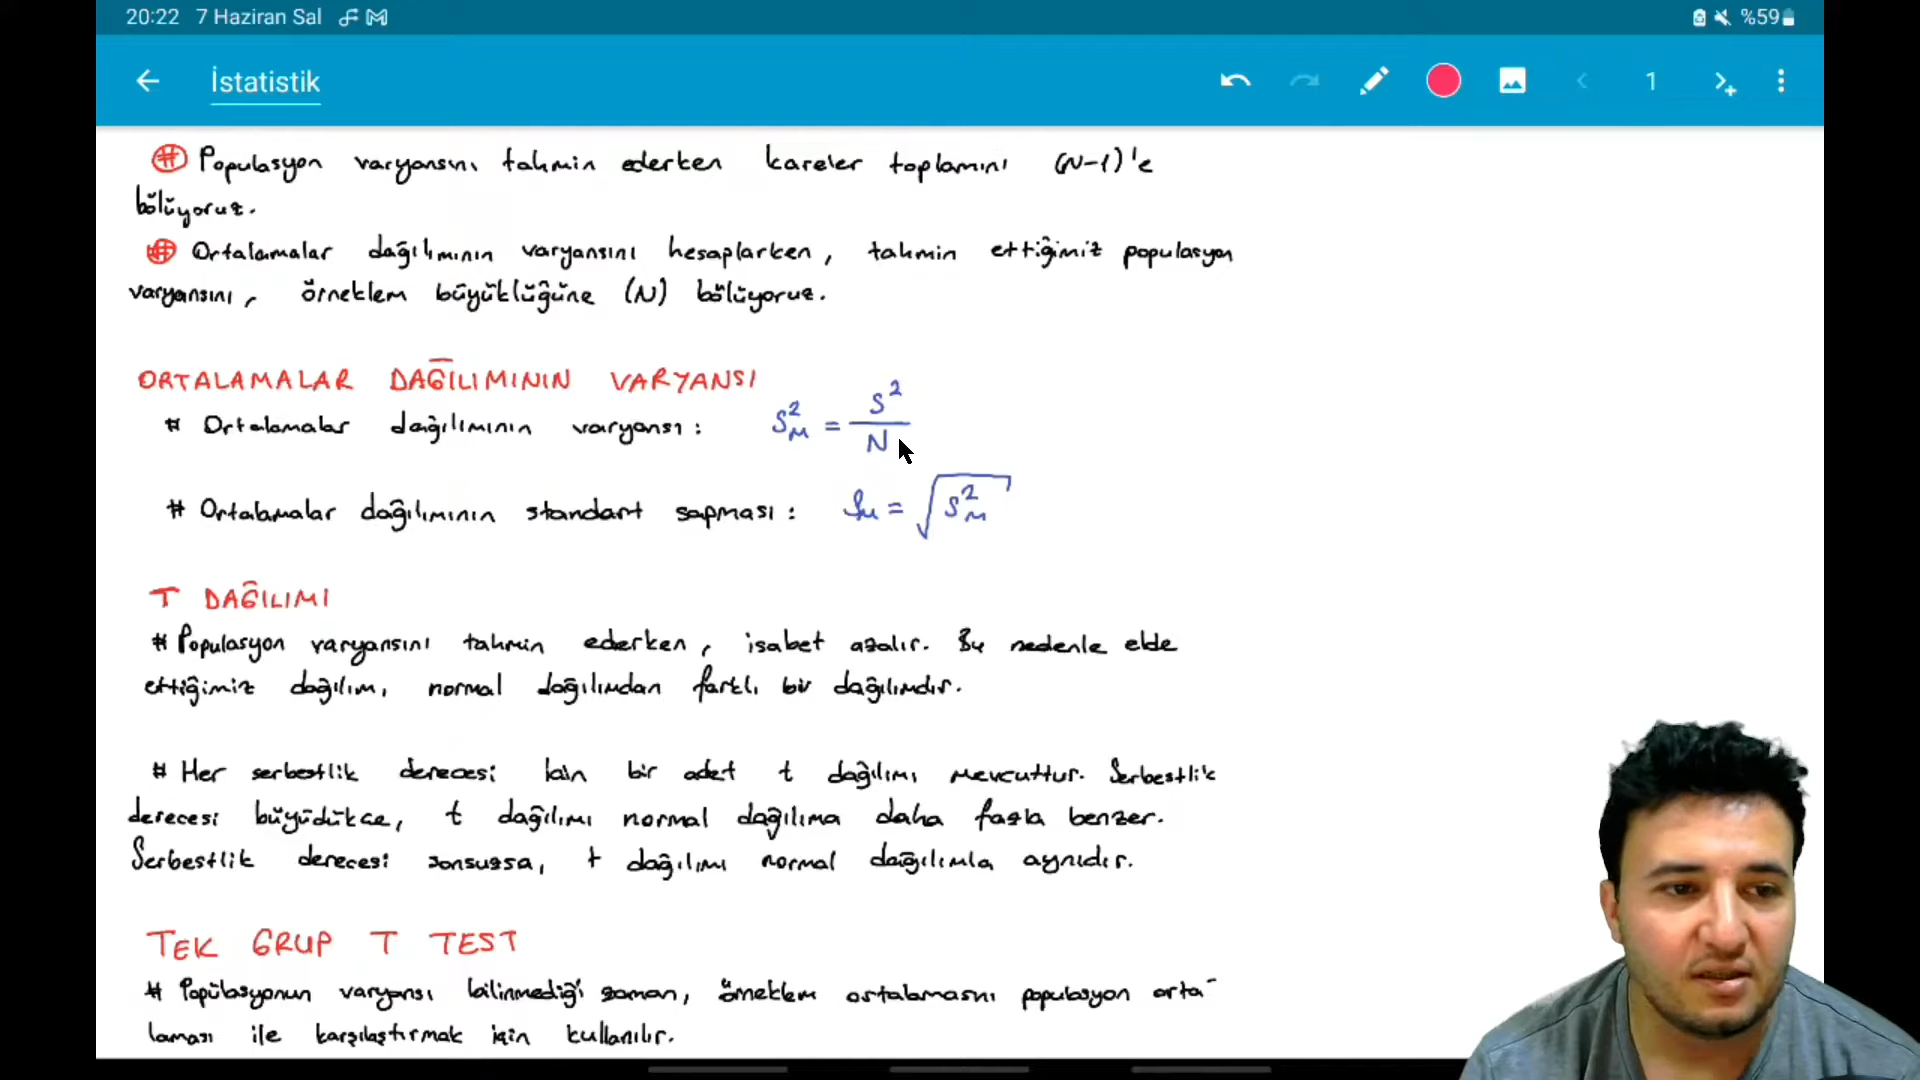 20:22 7 Haziran Sal %59
İstatistik 1
# Populasyon varyansını tahmin ederken kareler toplamını (N-1)'e
bölüyoruz.
# Ortalamalar dağılımının varyansını hesaplarken, tahmin ettiğimiz populasyon
varyansını, örneklem büyüklüğüne (N) bölüyoruz.
ORTALAMALAR DAĞILIMININ VARYANSI
# Ortalamalar dağılımının varyansı: S²_M = S² / N
# Ortalamalar dağılımının standart sapması: S_M = √S²_M
T DAĞILIMI
# Populasyon varyansını tahmin ederken, isabet azalır. Bu nedenle elde
ettiğimiz dağılım, normal dağılımdan farklı bir dağılımdır.
# Her serbestlik derecesi için bir adet t dağılımı mevcuttur. Serbestlik
derecesi büyüdükçe, t dağılımı normal dağılıma daha fazla benzer.
Serbestlik derecesi sonsuzsa, t dağılımı normal dağılımla aynıdır.
TEK GRUP T TEST
# Popülasyonun varyansı bilinmediği zaman, örneklem ortalamasını populasyon orta-
laması ile karşılaştırmak için kullanılır.